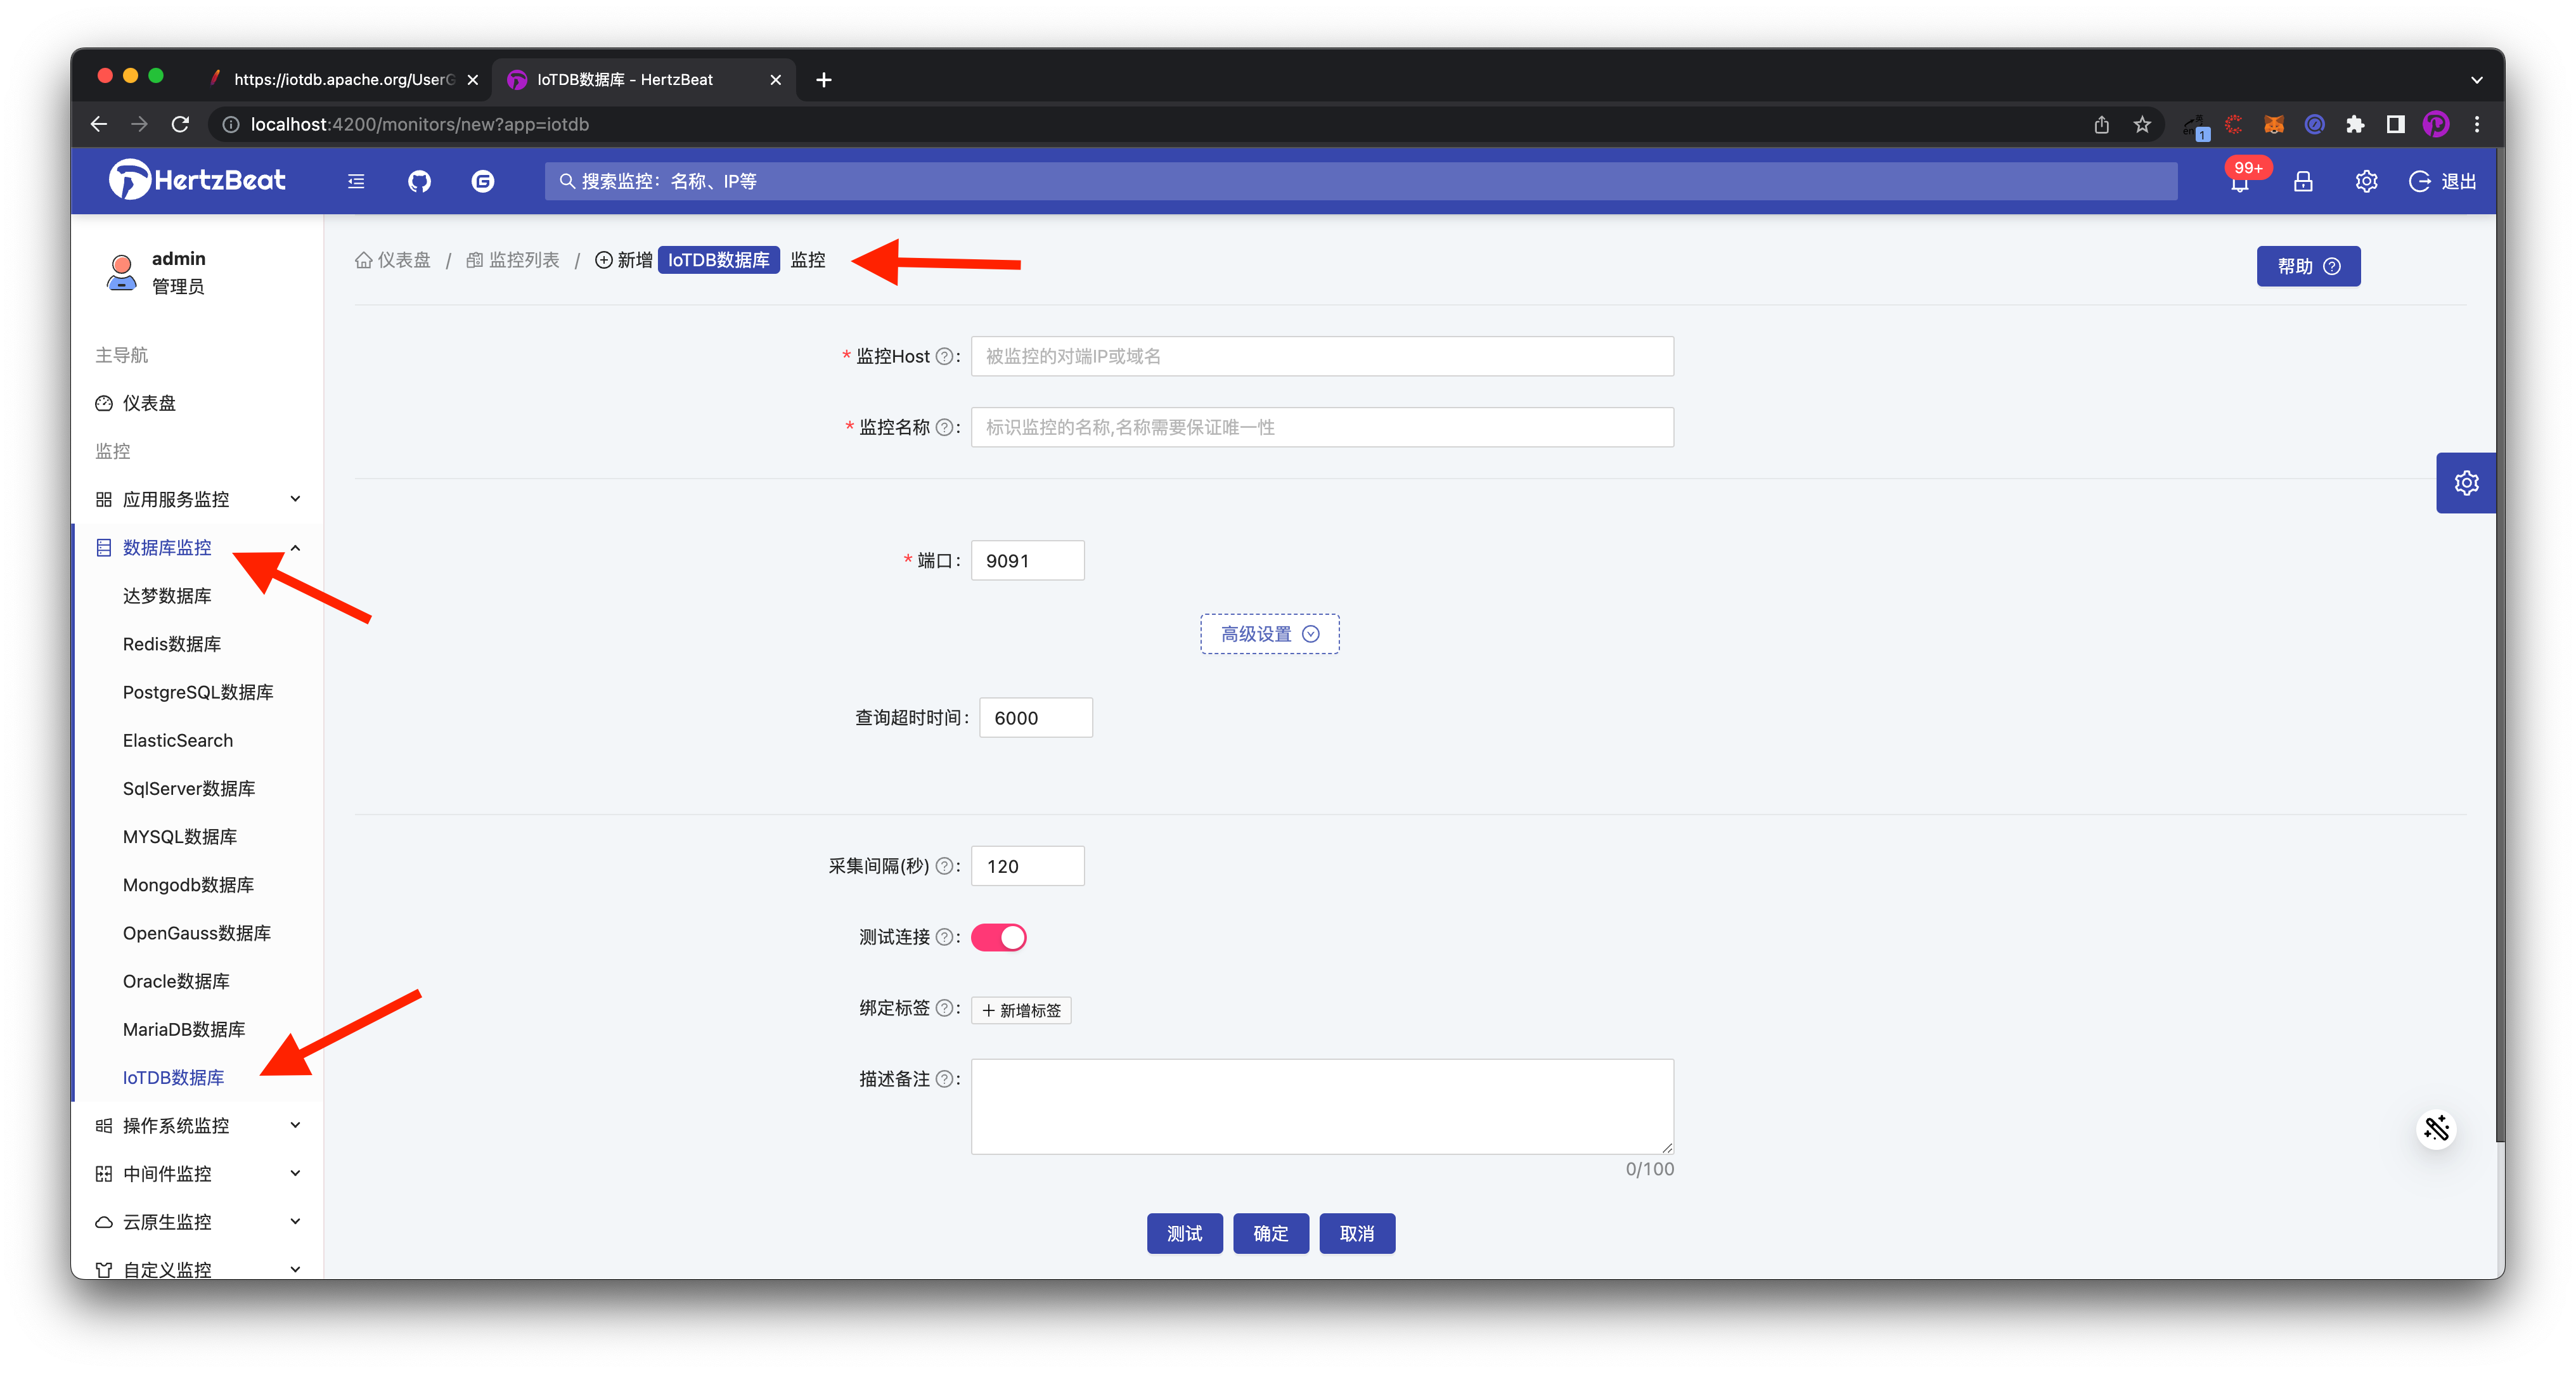 https://iotdb.apache.org/UserG
IoTDB数据库 - HertzBeat
localhost:4200/monitors/new?app=iotdb
1
HertzBeat
搜索监控：名称、IP等
99+
退出
admin
管理员
主导航
仪表盘
监控
应用服务监控
数据库监控
达梦数据库
Redis数据库
PostgreSQL数据库
ElasticSearch
SqlServer数据库
MYSQL数据库
Mongodb数据库
OpenGauss数据库
Oracle数据库
MariaDB数据库
IoTDB数据库
操作系统监控
中间件监控
云原生监控
自定义监控
仪表盘 / 监控列表 / 新增 IoTDB数据库 监控
帮助
* 监控Host : 被监控的对端IP或域名
* 监控名称 : 标识监控的名称,名称需要保证唯一性
* 端口 : 9091
高级设置
查询超时时间 : 6000
采集间隔(秒) : 120
测试连接 :
绑定标签 : + 新增标签
描述备注 :
0/100
测试 确定 取消